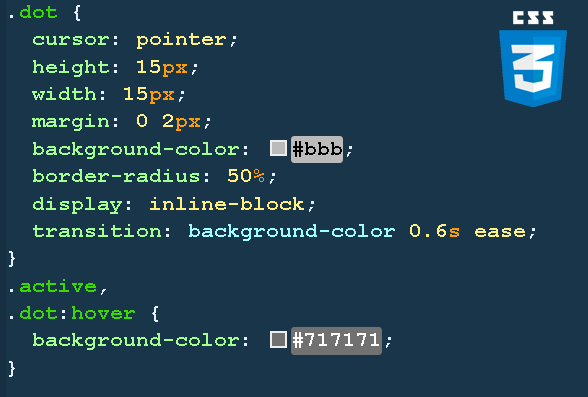 .dot {
  cursor: pointer;
  height: 15px;
  width: 15px;
  margin: 0 2px;
  background-color: #bbb;
  border-radius: 50%;
  display: inline-block;
  transition: background-color 0.6s ease;
}
.active,
.dot:hover {
  background-color: #717171;
}
CSS
3